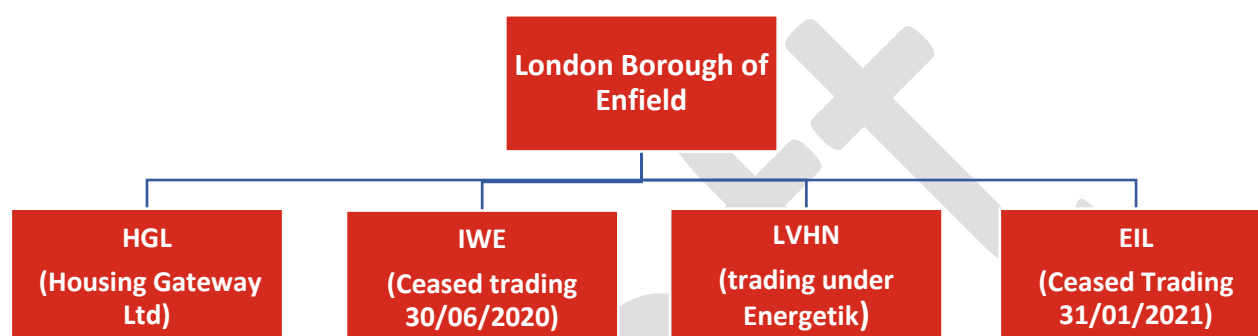 London Borough of
Enfield
HGL
(Housing Gateway
Ltd)
IWE
(Ceased trading
30/06/2020)
LVHN
(trading under
Energetik)
EIL
(Ceased Trading
31/01/2021)